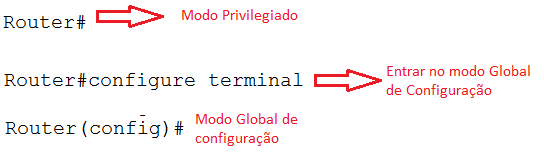 Router#
Modo Privilegiado
Router#configure terminal
Entrar no modo Global
de Configuração
Router(config)#
Modo Global de
configuração